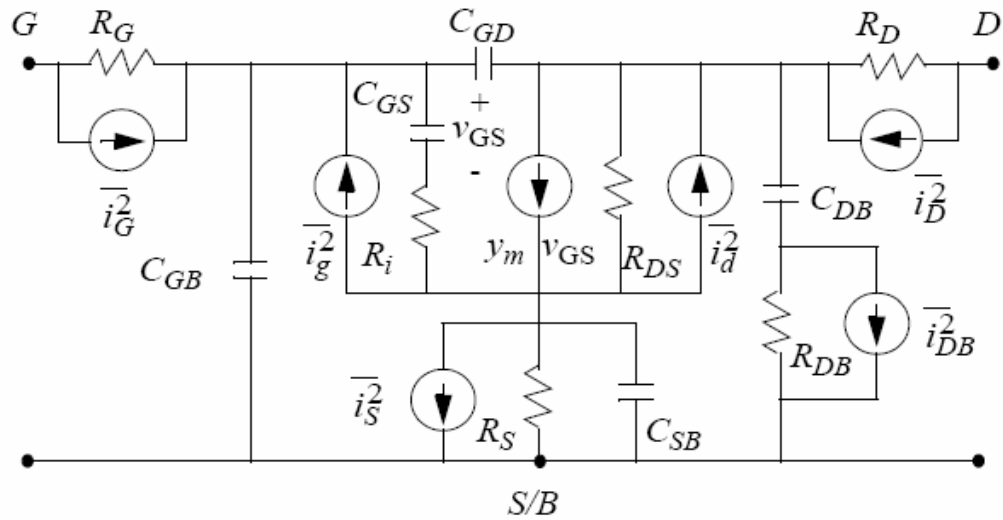 G
R_G
C_GD
R_D
D
C_GS
+
v_GS
-
i_G^2
i_g^2
R_i
y_m v_GS
R_DS
i_d^2
C_DB
i_D^2
C_GB
i_S^2
R_S
C_SB
R_DB
i_DB^2
S/B